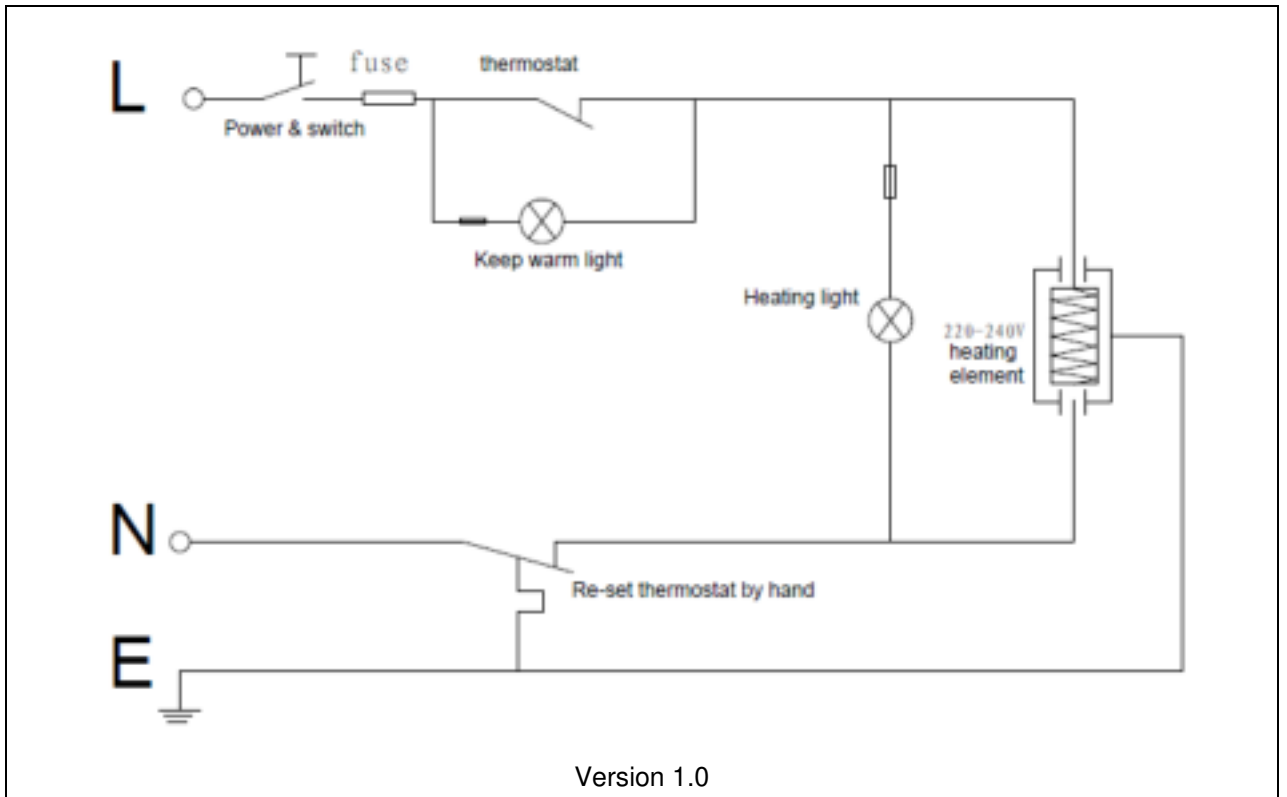 L
fuse
thermostat
Power & switch
Keep warm light
Heating light
220-240V
heating
element
N
Re-set thermostat by hand
E
Version 1.0